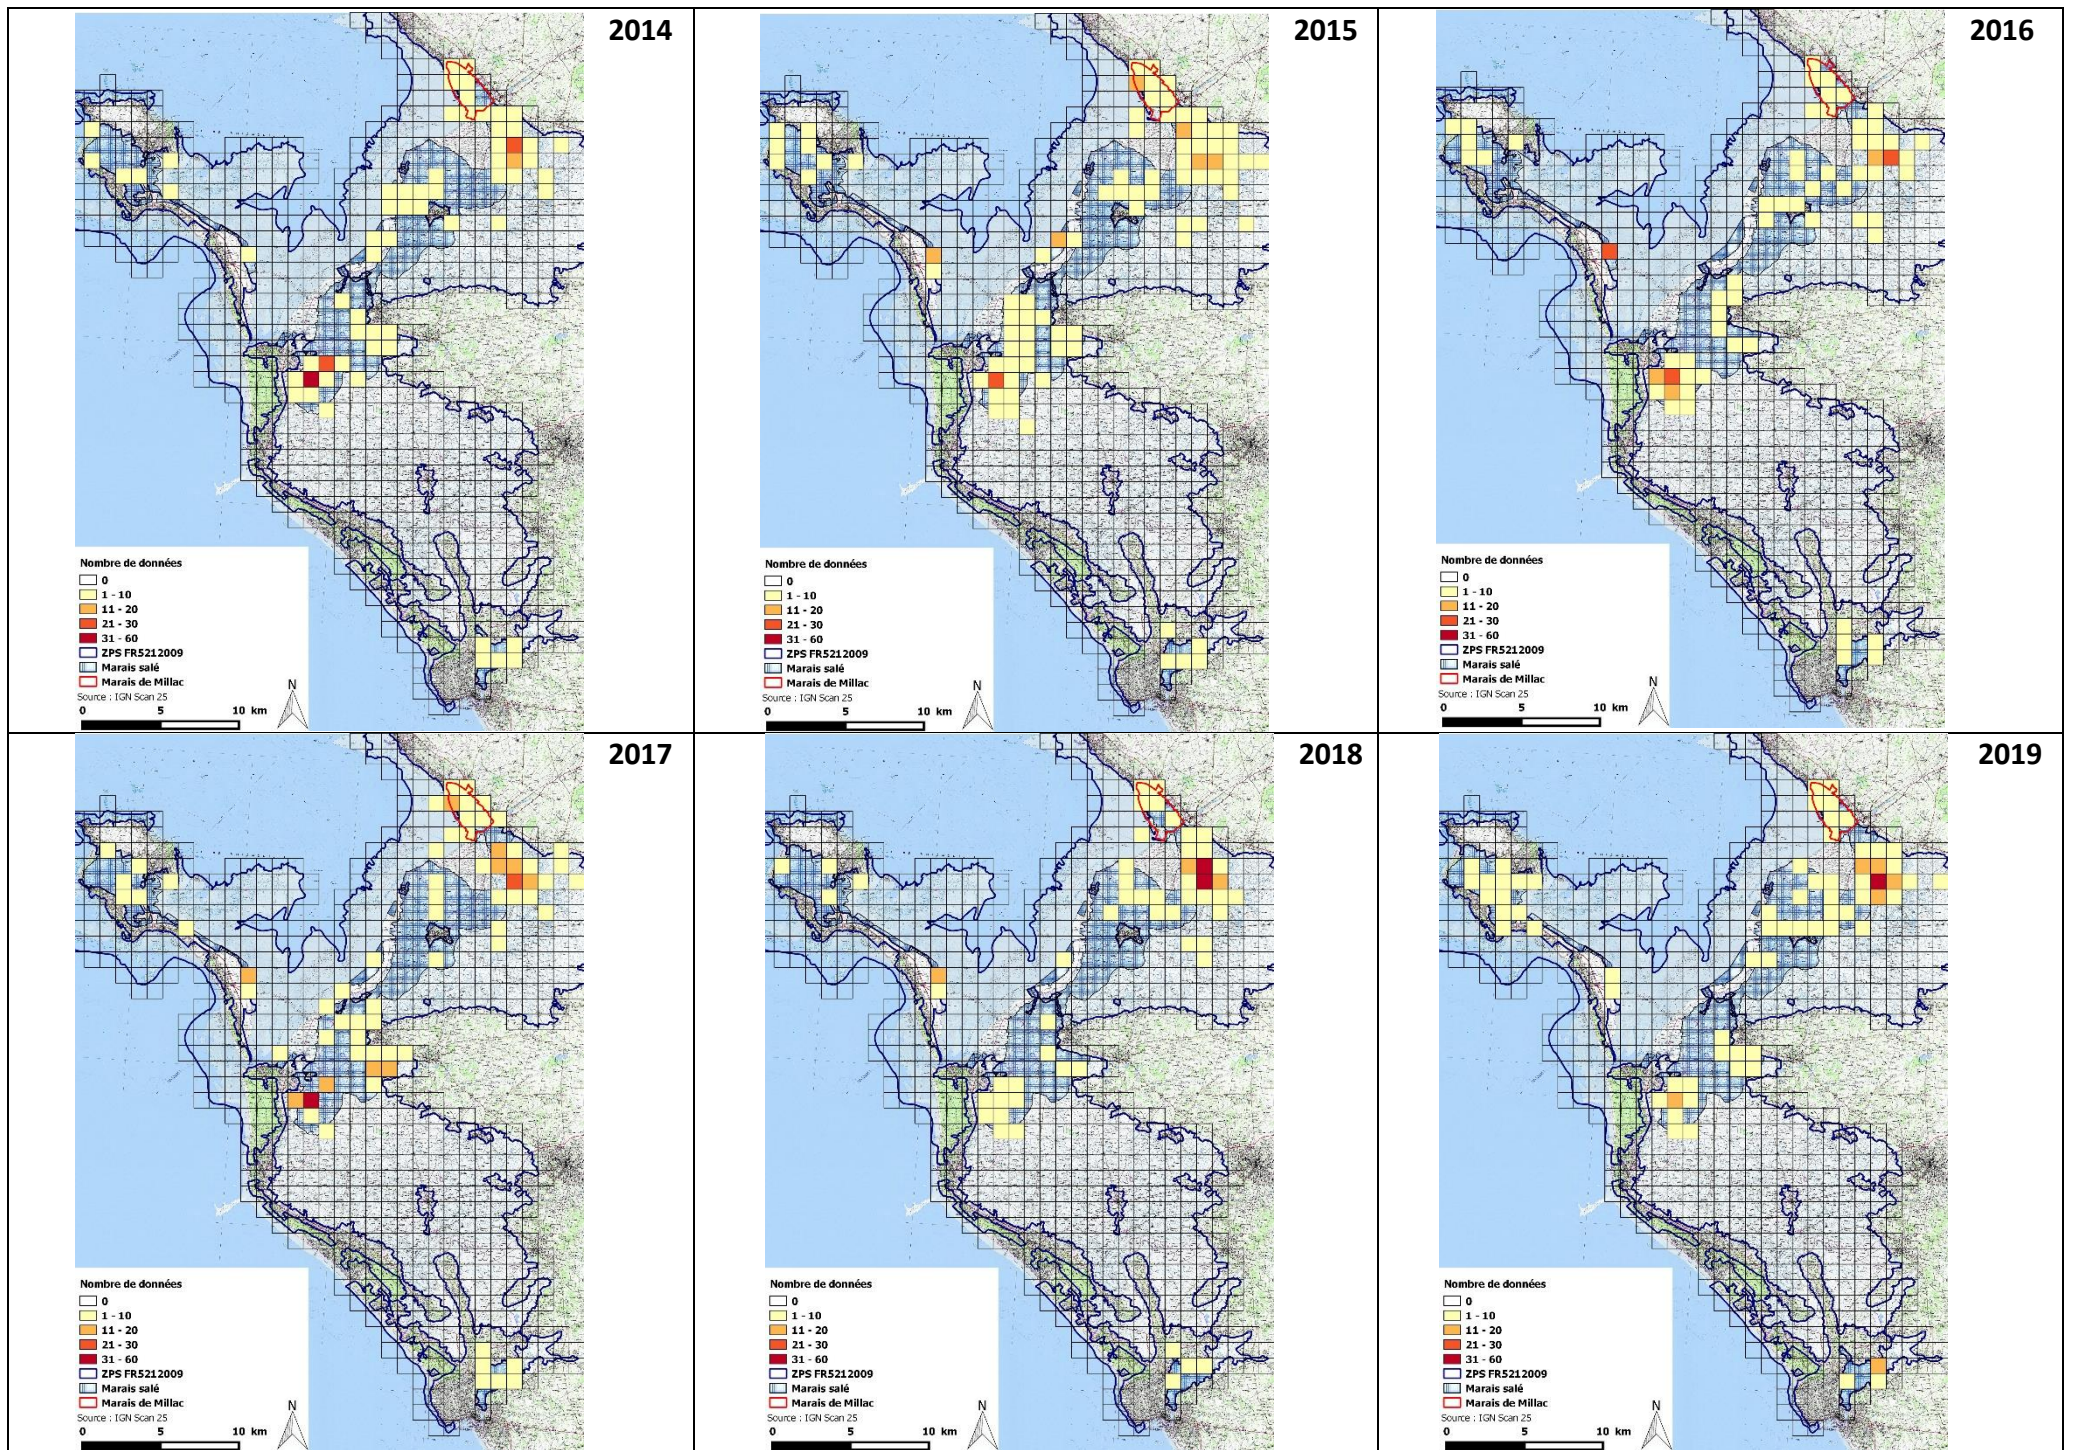 2014
Nombre de données
0
1 - 10
11 - 20
21 - 30
31 - 60
ZPS FR5212009
Marais salé
Marais de Millac
Source : IGN Scan 25
0 5 10 km
N
2015
Nombre de données
0
1 - 10
11 - 20
21 - 30
31 - 60
ZPS FR5212009
Marais salé
Marais de Millac
Source : IGN Scan 25
0 5 10 km
N
2016
Nombre de données
0
1 - 10
11 - 20
21 - 30
31 - 60
ZPS FR5212009
Marais salé
Marais de Millac
Source : IGN Scan 25
0 5 10 km
N
2017
Nombre de données
0
1 - 10
11 - 20
21 - 30
31 - 60
ZPS FR5212009
Marais salé
Marais de Millac
Source : IGN Scan 25
0 5 10 km
N
2018
Nombre de données
0
1 - 10
11 - 20
21 - 30
31 - 60
ZPS FR5212009
Marais salé
Marais de Millac
Source : IGN Scan 25
0 5 10 km
N
2019
Nombre de données
0
1 - 10
11 - 20
21 - 30
31 - 60
ZPS FR5212009
Marais salé
Marais de Millac
Source : IGN Scan 25
0 5 10 km
N